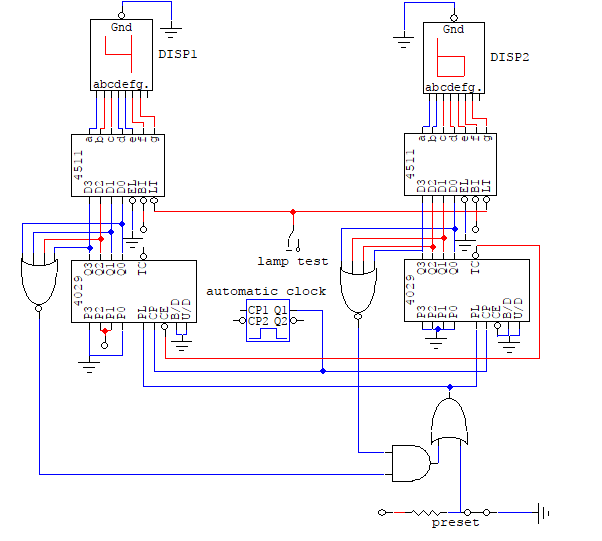 Gnd
Gnd
DISP1
DISP2
abcdefg.
abcdefg.
a b c d e f g
a b c d e f g
4511
4511
D3 D2 D1 D0 EL BI LT
D3 D2 D1 D0 EL BI LT
lamp test
Q3 Q2 Q1 Q0 TC
Q3 Q2 Q1 Q0 TC
4029
4029
P3 P2 P1 P0 PL CP CE B/D U/D
P3 P2 P1 P0 PL CP CE B/D U/D
automatic clock
CP1 Q1
CP2 Q2
preset